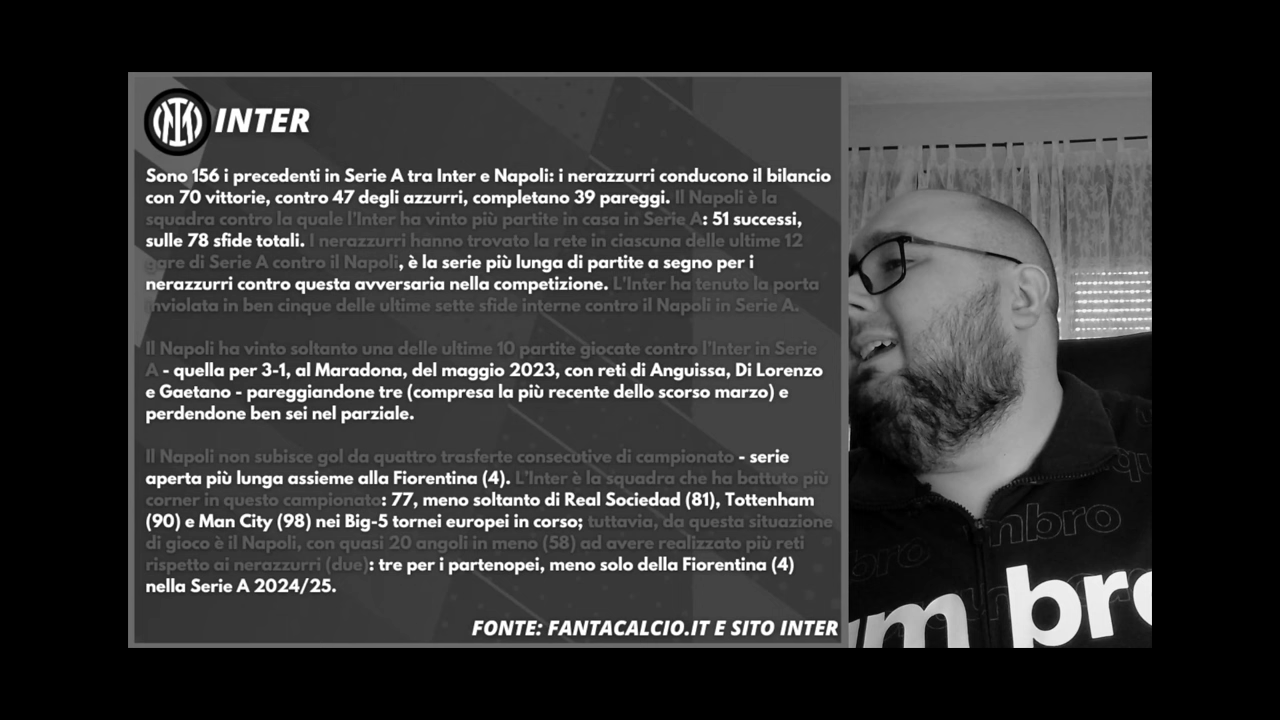 INTER
Sono 156 i precedenti in Serie A tra Inter e Napoli: i nerazzurri conducono il bilancio
con 70 vittorie, contro 47 degli azzurri, completano 39 pareggi. Il Napoli è la
squadra contro la quale l'Inter ha vinto più partite in casa in Serie A: 51 successi,
sulle 78 sfide totali. I nerazzurri hanno trovato la rete in ciascuna delle ultime 12
gare di Serie A contro il Napoli, è la serie più lunga di partite a segno per i
nerazzurri contro questa avversaria nella competizione. L'Inter ha tenuto la porta
inviolata in ben cinque delle ultime sette sfide interne contro il Napoli in Serie A.
Il Napoli ha vinto soltanto una delle ultime 10 partite giocate contro l'Inter in Serie
A - quella per 3-1, al Maradona, del maggio 2023, con reti di Anguissa, Di Lorenzo
e Gaetano - pareggiandone tre (compresa la più recente dello scorso marzo) e
perdendone ben sei nel parziale.
Il Napoli non subisce gol da quattro trasferte consecutive di campionato - serie
aperta più lunga assieme alla Fiorentina (4). L'Inter è la squadra che ha battuto più
corner in questo campionato: 77, meno soltanto di Real Sociedad (81), Tottenham
(90) e Man City (98) nei Big-5 tornei europei in corso; tuttavia, da questa situazione
di gioco è il Napoli, con quasi 20 angoli in meno (58) ad avere realizzato più reti
rispetto ai nerazzurri (due): tre per i partenopei, meno solo della Fiorentina (4)
nella Serie A 2024/25.
FONTE: FANTACALCIO.IT E SITO INTER
mbro
um bro